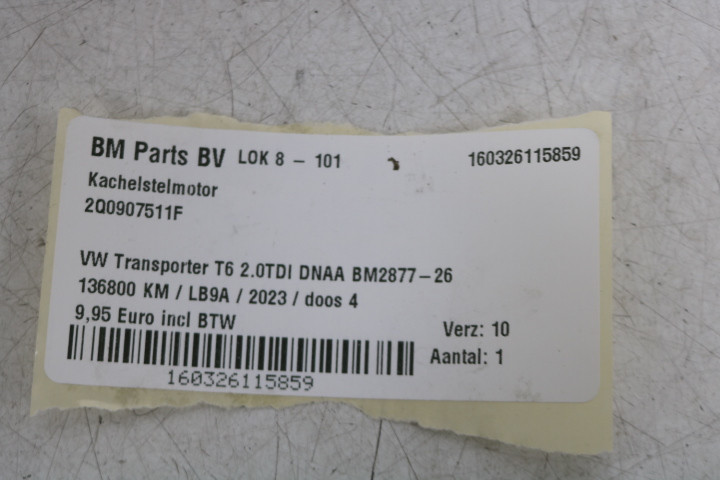 BM Parts BV LOK 8 – 101 160326115859
Kachelstelmotor
2Q0907511F
VW Transporter T6 2.0TDI DNAA BM2877–26
136800 KM / LB9A / 2023 / doos 4
9,95 Euro incl BTW
Verz: 10
Aantal: 1
160326115859